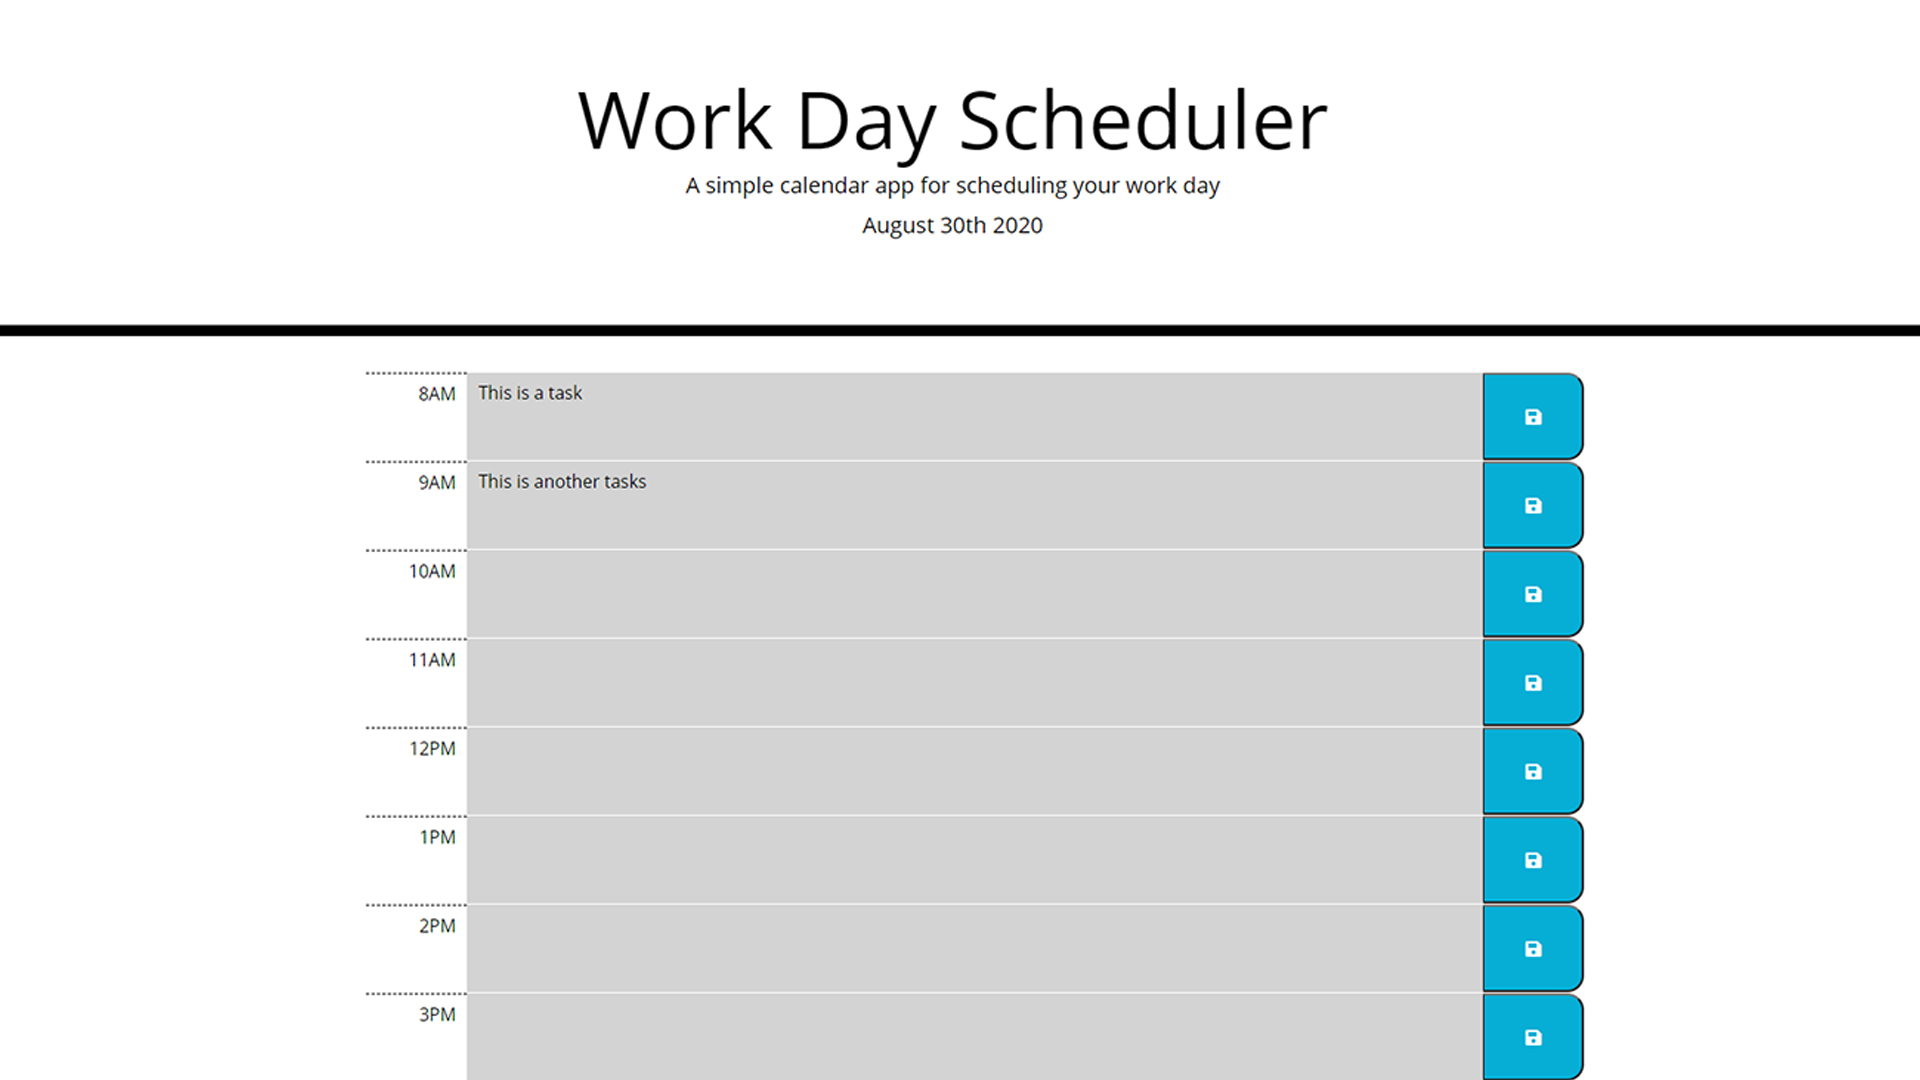 Work Day Scheduler
A simple calendar app for scheduling your work day
August 30th 2020
8AM This is a task
9AM This is another tasks
10AM
11AM
12PM
1PM
2PM
3PM